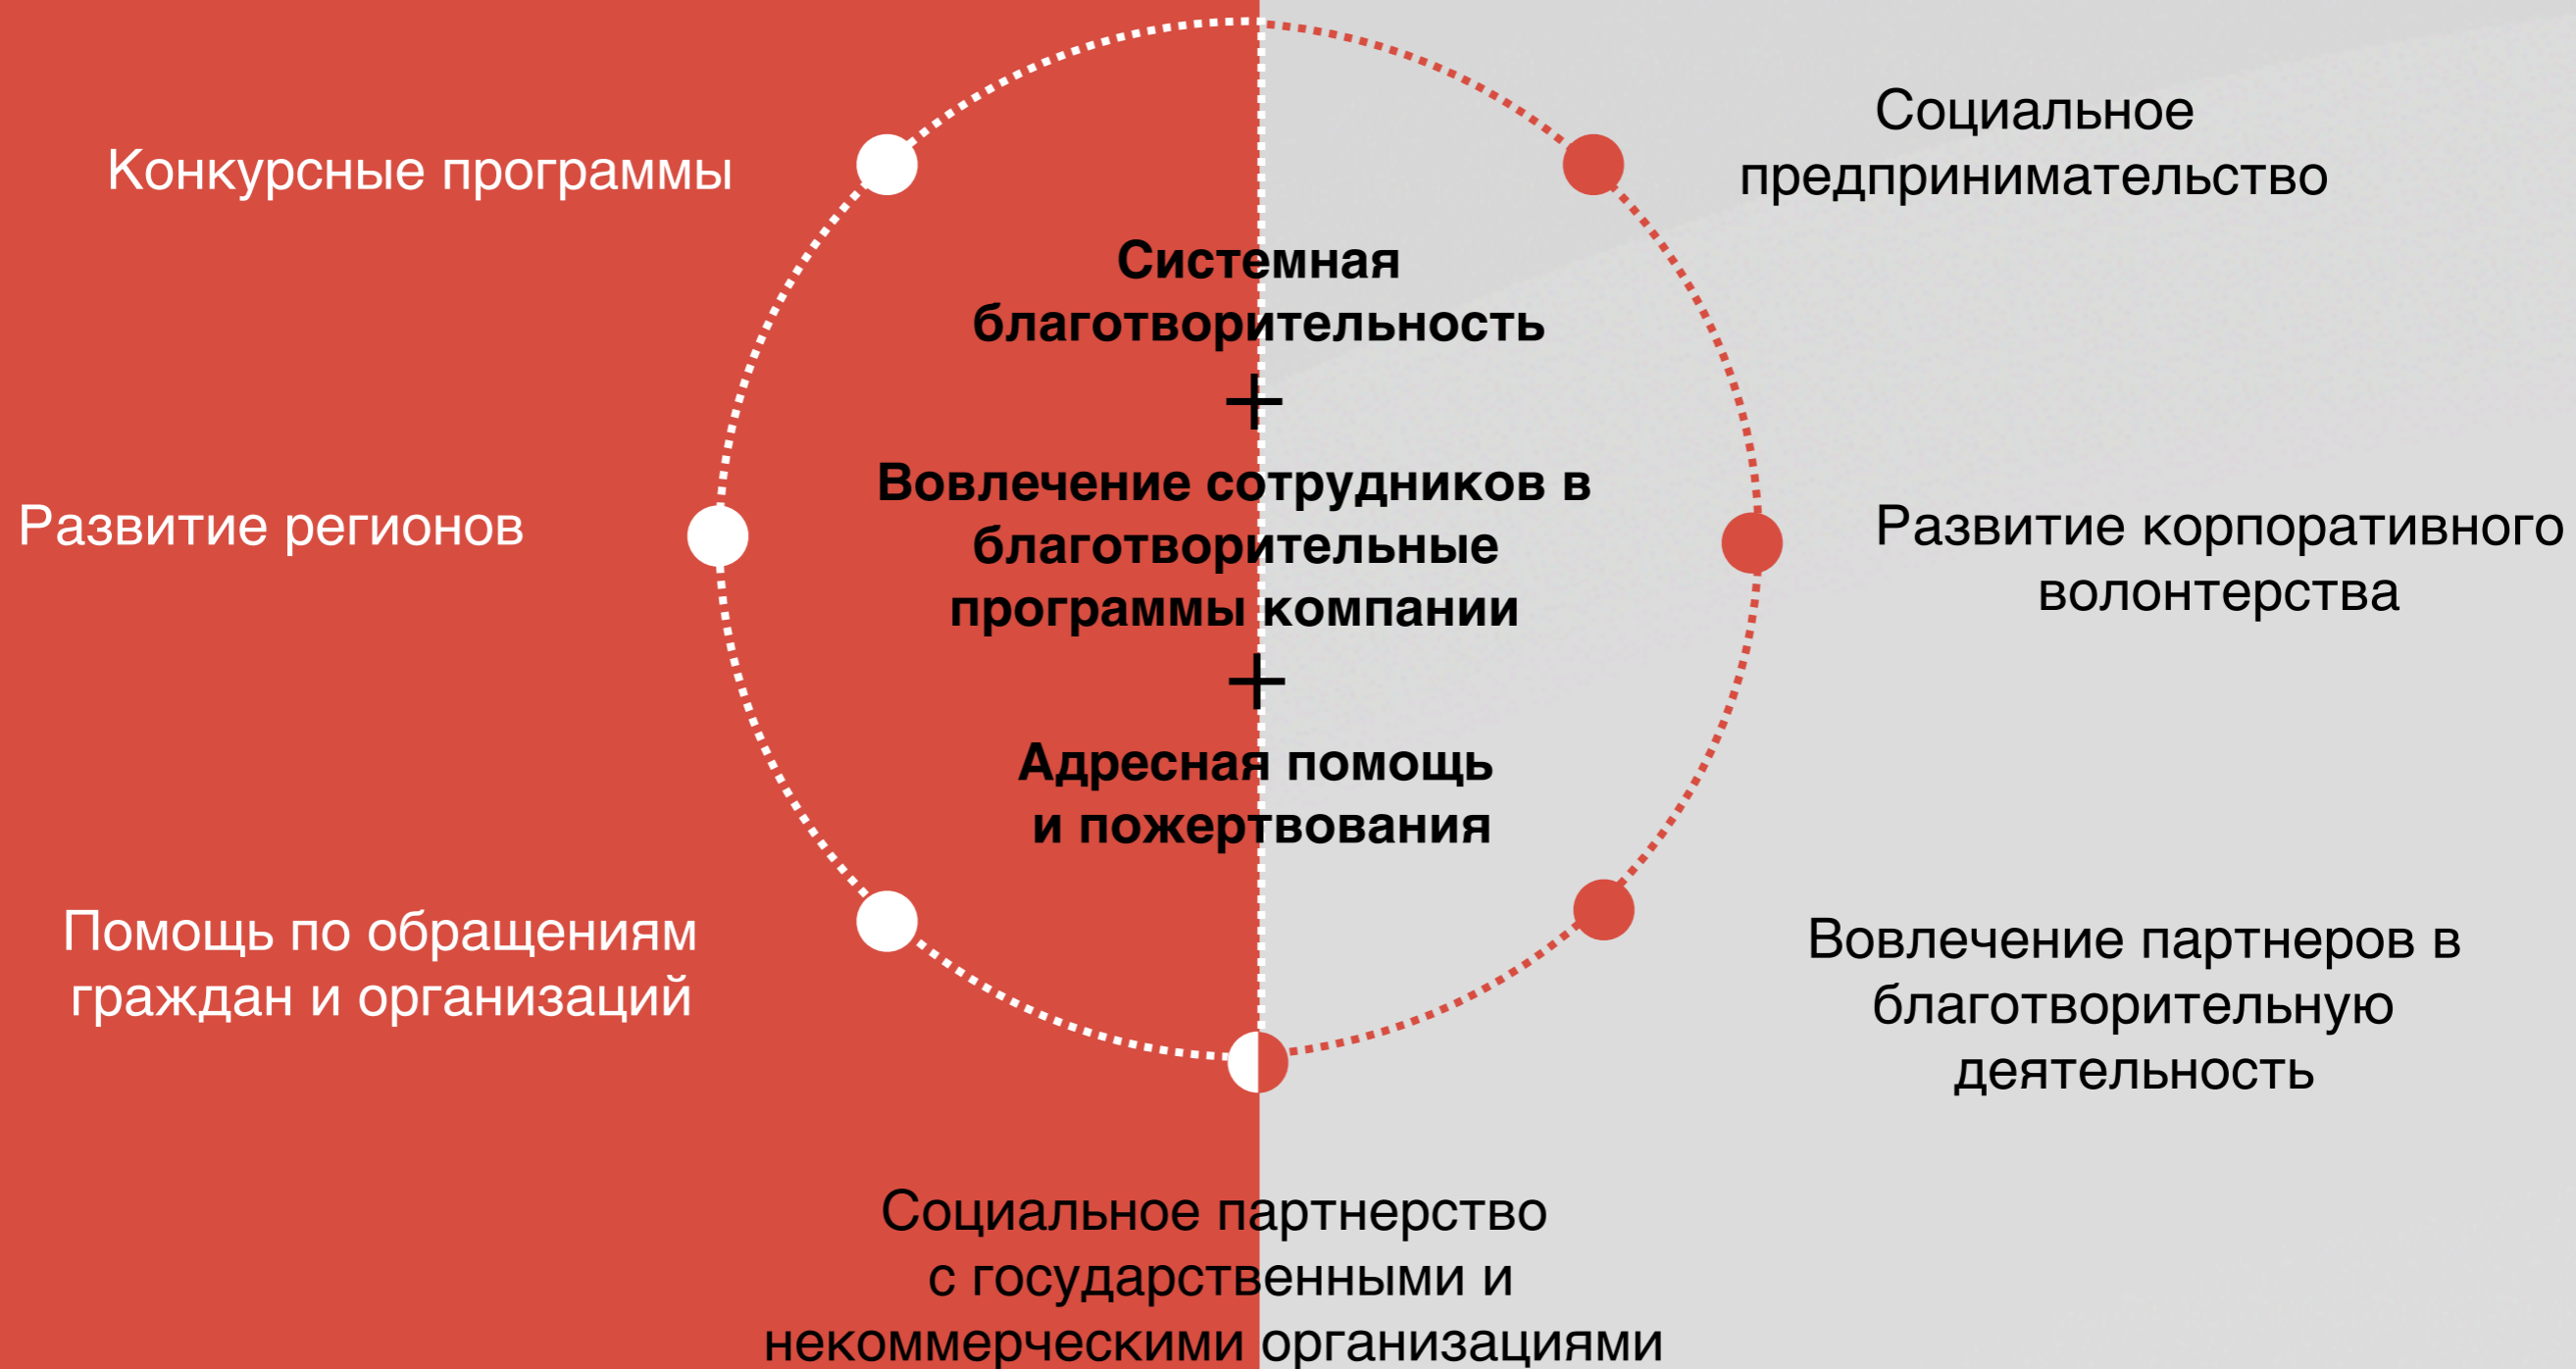 Конкурсные программы
Развитие регионов
Помощь по обращениям
граждан и организаций
Системная
благотворительность
+
Вовлечение сотрудников в
благотворительные
программы компании
+
Адресная помощь
и пожертвования
Социальное
предпринимательство
Развитие корпоративного
волонтерства
Вовлечение партнеров в
благотворительную
деятельность
Социальное партнерство
с государственными и
некоммерческими организациями